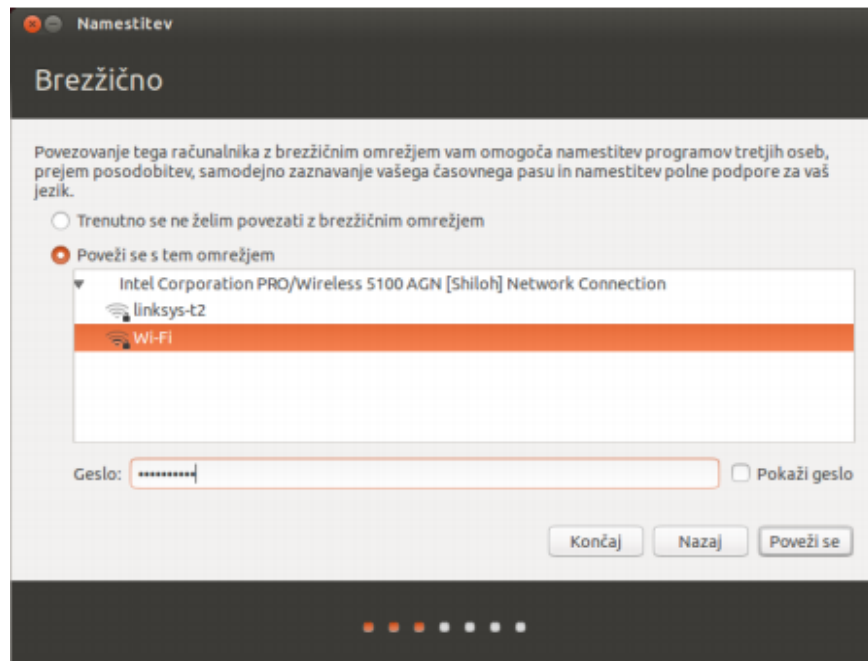 Namestitev
Brezžično
Povezovanje tega računalnika z brezžičnim omrežjem vam omogoča namestitev programov tretjih oseb,
prejem posodobitev, samodejno zaznavanje vašega časovnega pasu in namestitev polne podpore za vaš
jezik.
Trenutno se ne želim povezati z brezžičnim omrežjem
Poveži se s tem omrežjem
Intel Corporation PRO/Wireless 5100 AGN [Shiloh] Network Connection
linksys-t2
Wi-Fi
Geslo: ••••••••••
Pokaži geslo
Končaj
Nazaj
Poveži se